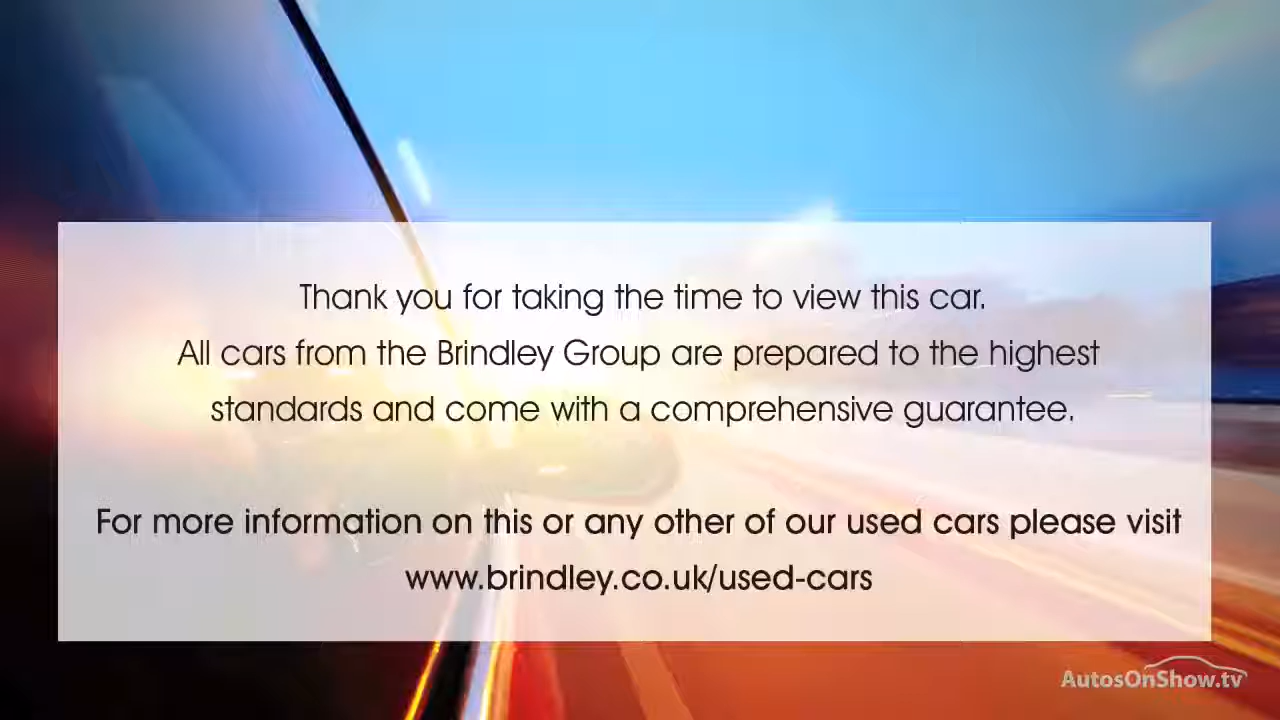 Thank you for taking the time to view this car.
All cars from the Brindley Group are prepared to the highest
standards and come with a comprehensive guarantee.
For more information on this or any other of our used cars please visit
www.brindley.co.uk/used-cars
AutosOnShow.tv